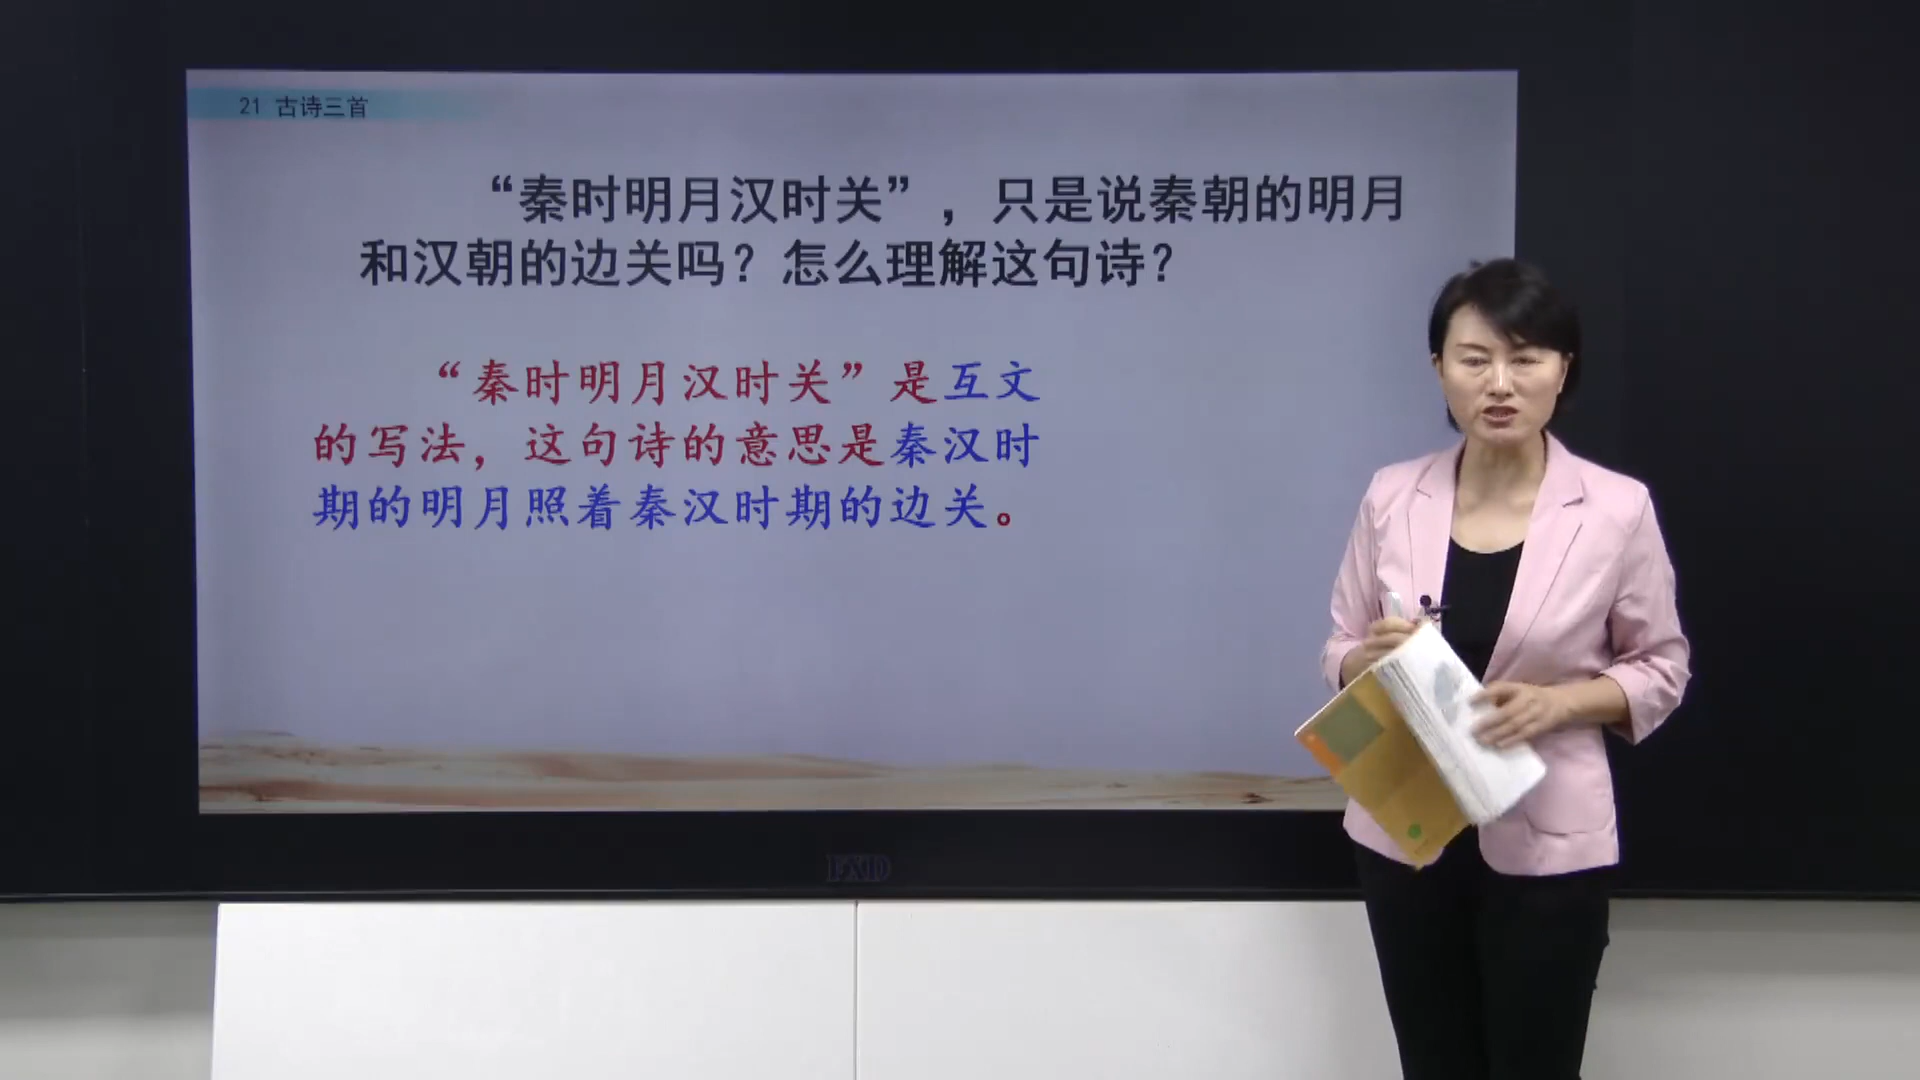 21 古诗三首
“秦时明月汉时关”，只是说秦朝的明月
和汉朝的边关吗？怎么理解这句诗？
“秦时明月汉时关”是互文
的写法，这句诗的意思是秦汉时
期的明月照着秦汉时期的边关。
FXD